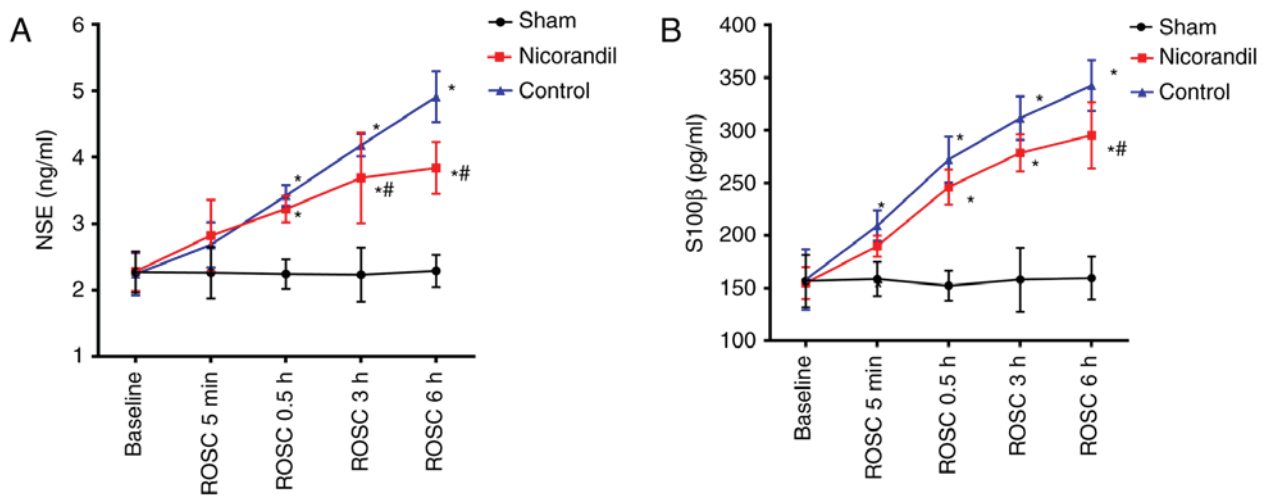 A
Sham
Nicorandil
Control
NSE (ng/ml)
6
5
4
3
2
1
*
*
*
*
*#
*#
Baseline
ROSC 5 min
ROSC 0.5 h
ROSC 3 h
ROSC 6 h
B
Sham
Nicorandil
Control
S100β (pg/ml)
400
350
300
250
200
150
100
*
*
*
*
*
*
*#
Baseline
ROSC 5 min
ROSC 0.5 h
ROSC 3 h
ROSC 6 h